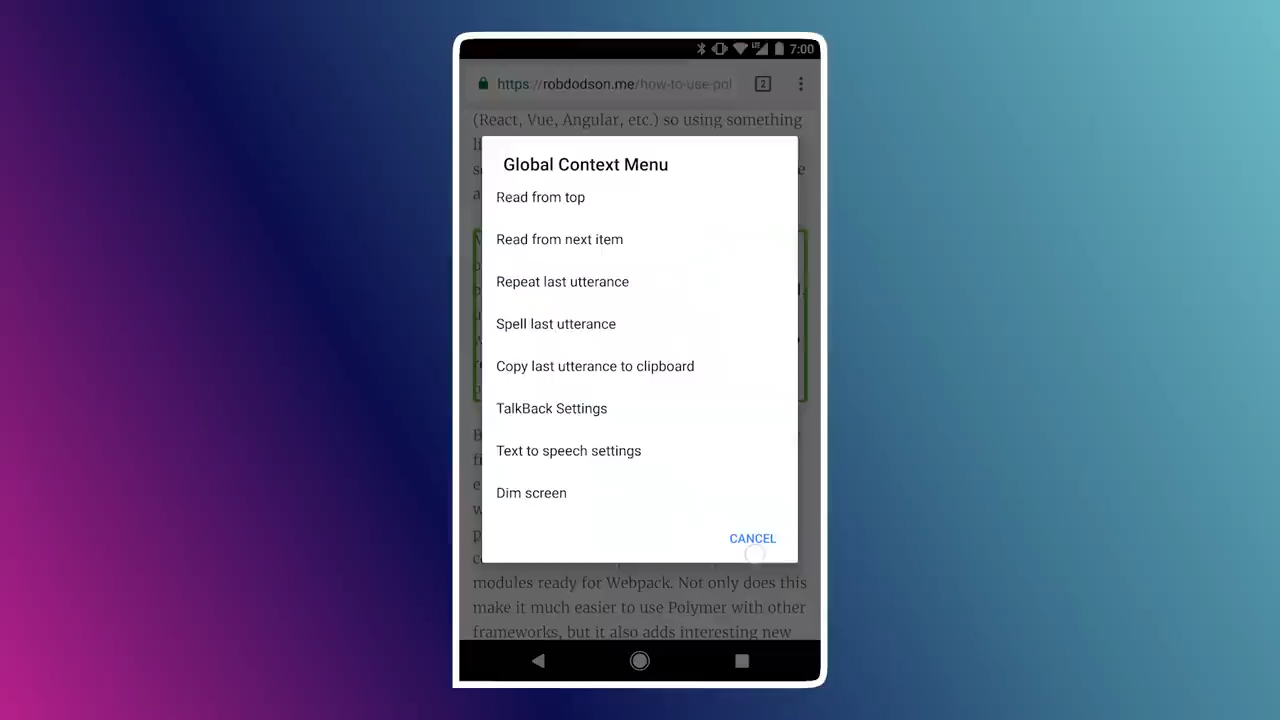 LTE 7:00
https://robdodson.me/how-to-use-pol 2
(React, Vue, Angular, etc.) so using something
Global Context Menu
Read from top
Read from next item
Repeat last utterance
Spell last utterance
Copy last utterance to clipboard
TalkBack Settings
Text to speech settings
Dim screen
CANCEL
modules ready for Webpack. Not only does this
make it much easier to use Polymer with other
frameworks, but it also adds interesting new